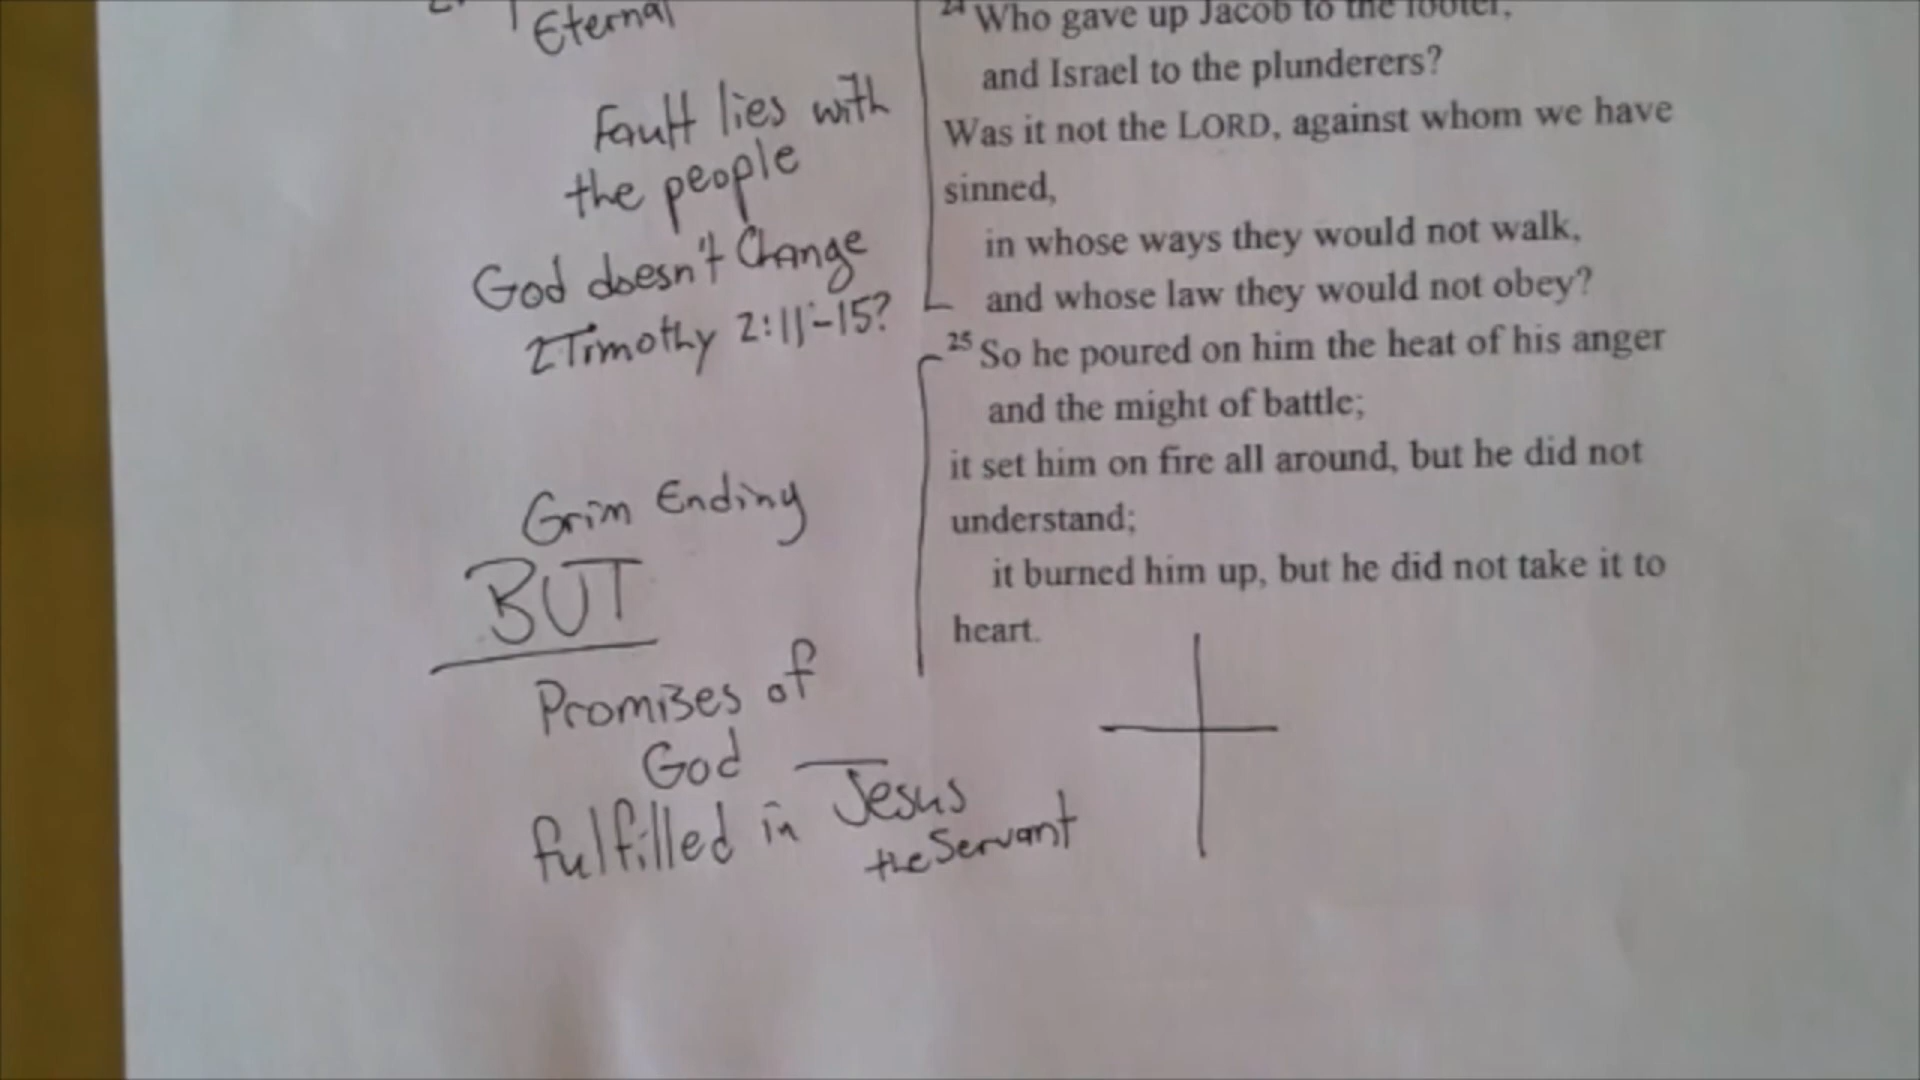 Eternal
Fault lies with
the people
God doesn't Change
2 Timothy 2:11-15?
Grim Ending
BUT
Promises of
God
fulfilled in Jesus
the Servant
24 Who gave up Jacob to the looter,
and Israel to the plunderers?
Was it not the LORD, against whom we have
sinned,
in whose ways they would not walk,
and whose law they would not obey?
25 So he poured on him the heat of his anger
and the might of battle;
it set him on fire all around, but he did not
understand;
it burned him up, but he did not take it to
heart.